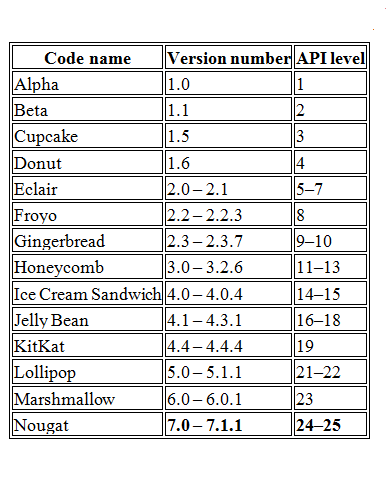 Code name Version number API level
Alpha 1.0 1
Beta 1.1 2
Cupcake 1.5 3
Donut 1.6 4
Eclair 2.0 – 2.1 5–7
Froyo 2.2 – 2.2.3 8
Gingerbread 2.3 – 2.3.7 9–10
Honeycomb 3.0 – 3.2.6 11–13
Ice Cream Sandwich 4.0 – 4.0.4 14–15
Jelly Bean 4.1 – 4.3.1 16–18
KitKat 4.4 – 4.4.4 19
Lollipop 5.0 – 5.1.1 21–22
Marshmallow 6.0 – 6.0.1 23
Nougat 7.0 – 7.1.1 24–25